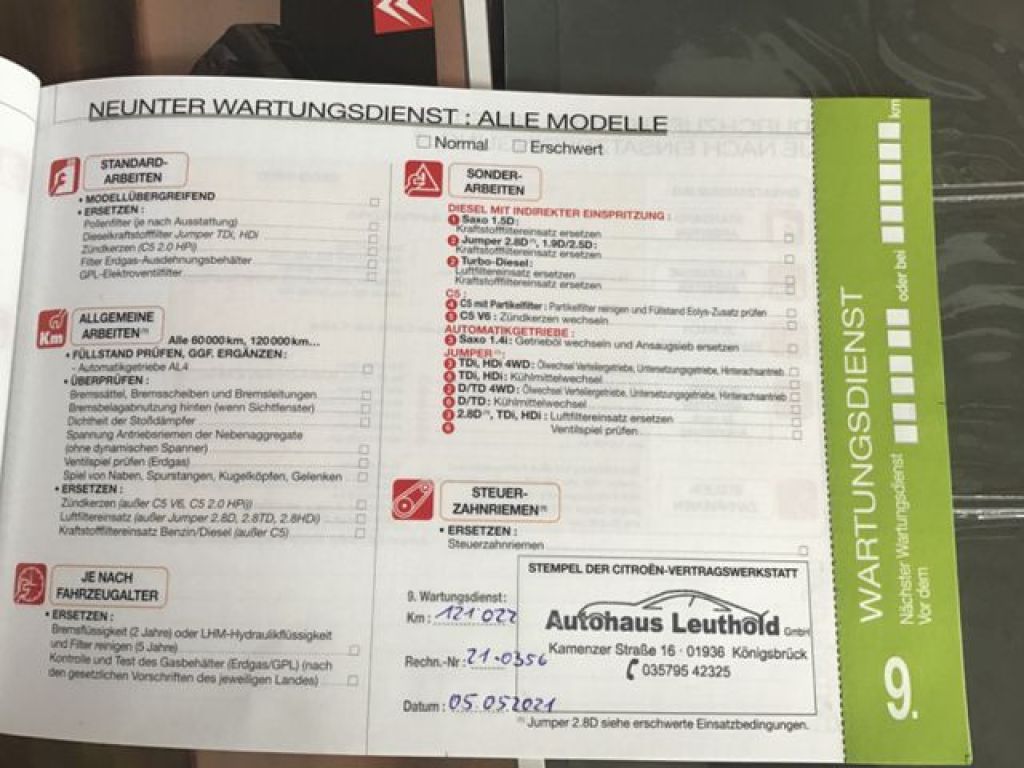 NEUNTER WARTUNGSDIENST : ALLE MODELLE
Normal Erschwert
STANDARD-
ARBEITEN
• MODELLÜBERGREIFEND
• ERSETZEN :
Pollenfilter (je nach Ausstattung)
Dieselkraftstofffilter Jumper TDi, HDi
Zündkerzen (C5 2.0 HPi)
Filter Erdgas-Ausdehnungsbehälter
GPL-Elektroventilfilter
Km
ALLGEMEINE
ARBEITEN(*)
Alle 60 000 km, 120 000 km...
• FÜLLSTAND PRÜFEN, GGF. ERGÄNZEN :
- Automatikgetriebe AL4
• ÜBERPRÜFEN :
Bremssättel, Bremsscheiben und Bremsleitungen
Bremsbelagabnutzung hinten (wenn Sichtfenster)
Dichtheit der Stoßdämpfer
Spannung Antriebsriemen der Nebenaggregate
(ohne dynamischen Spanner)
Ventilspiel prüfen (Erdgas)
Spiel von Naben, Spurstangen, Kugelköpfen, Gelenken
• ERSETZEN :
Zündkerzen (außer C5 V6, C5 2.0 HPi)
Luftfiltereinsatz (außer Jumper 2.8D, 2.8TD, 2.8HDi)
Kraftstofffiltereinsatz Benzin/Diesel (außer C5)
JE NACH
FAHRZEUGALTER
• ERSETZEN :
Bremsflüssigkeit (2 Jahre) oder LHM-Hydraulikflüssigkeit
und Filter reinigen (5 Jahre)
Kontrolle und Test des Gasbehälter (Erdgas/GPL) (nach
den gesetzlichen Vorschriften des jeweiligen Landes)
SONDER-
ARBEITEN
DIESEL MIT INDIREKTER EINSPRITZUNG :
Saxo 1.5D:
Kraftstofffiltereinsatz ersetzen
Jumper 2.8D(*), 1.9D/2.5D:
Kraftstofffiltereinsatz ersetzen
Turbo-Diesel:
Luftfiltereinsatz ersetzen
Kraftstofffiltereinsatz ersetzen
C5 :
C5 mit Partikelfilter : Partikelfilter reinigen und Füllstand Eolys-Zusatz prüfen
C5 V6 : Zündkerzen wechseln
AUTOMATIKGETRIEBE :
Saxo 1.4i: Getriebeöl wechseln und Ansaugsieb ersetzen
JUMPER(*):
TDi, HDi 4WD : Ölwechsel Verteilergetriebe, Untersetzungsgetriebe, Hinterachsantrieb
TDi, HDi : Kühlmittelwechsel
D/TD 4WD: Ölwechsel Verteilergetriebe, Untersetzungsgetriebe, Hinterachsantrieb
D/TD: Kühlmittelwechsel
2.8D(*), TDi, HDi : Luftfiltereinsatz ersetzen
Ventilspiel prüfen
STEUER-
ZAHNRIEMEN(*)
• ERSETZEN :
Steuerzahnriemen
STEMPEL DER CITROËN-VERTRAGSWERKSTATT
9. Wartungsdienst:
Km : 121 022
Rechn.-Nr : 21-0356
Datum : 05.05.2021
Autohaus Leuthold GmbH
Kamenzer Straße 16 · 01936 Königsbrück
035795 42325
(*) Jumper 2.8D siehe erschwerte Einsatzbedingungen.
9. WARTUNGSDIENST
Nächster Wartungsdienst
Vor dem oder bei km